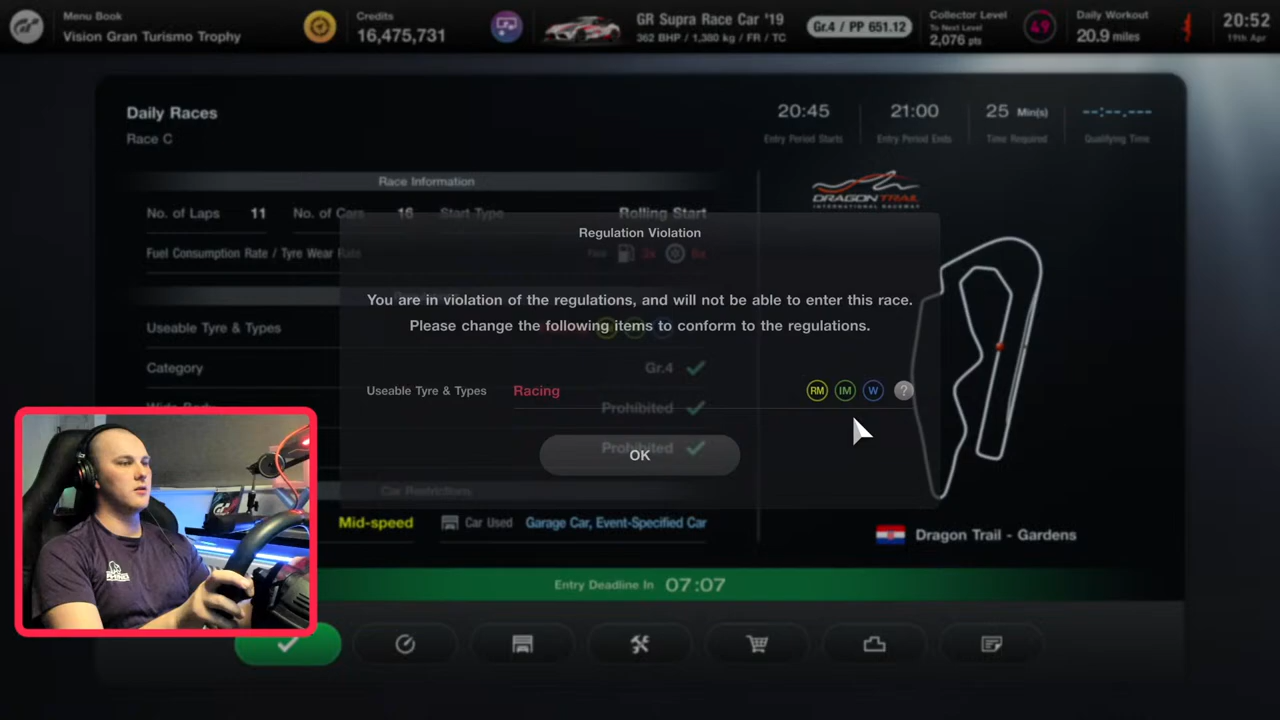 Menu Book
Vision Gran Turismo Trophy
Credits
16,475,731
GR Supra Race Car '19
362 BHP / 1,380 kg / FR / TC
Gr.4 / PP 651.12
Collector Level
To Next Level
2,076 pts
49
Daily Workout
20.9 miles
20:52
19th Apr
Daily Races
Race C
20:45
Entry Period Starts
21:00
Entry Period Ends
25 Min(s)
Time Required
--:--.---
Qualifying Time
Race Information
No. of Laps 11 No. of Cars 16 Start Type Rolling Start
Fuel Consumption Rate / Tyre Wear Rate 3x
DRAGON TRAIL
INTERNATIONAL RACEWAY
Regulation Violation
You are in violation of the regulations, and will not be able to enter this race.
Please change the following items to conform to the regulations.
Useable Tyre & Types
Category Gr.4
Useable Tyre & Types Racing RM IM W ?
Prohibited
Prohibited
OK
Car Restrictions
Mid-speed Car Used Garage Car, Event-Specified Car
Dragon Trail - Gardens
Entry Deadline In 07:07